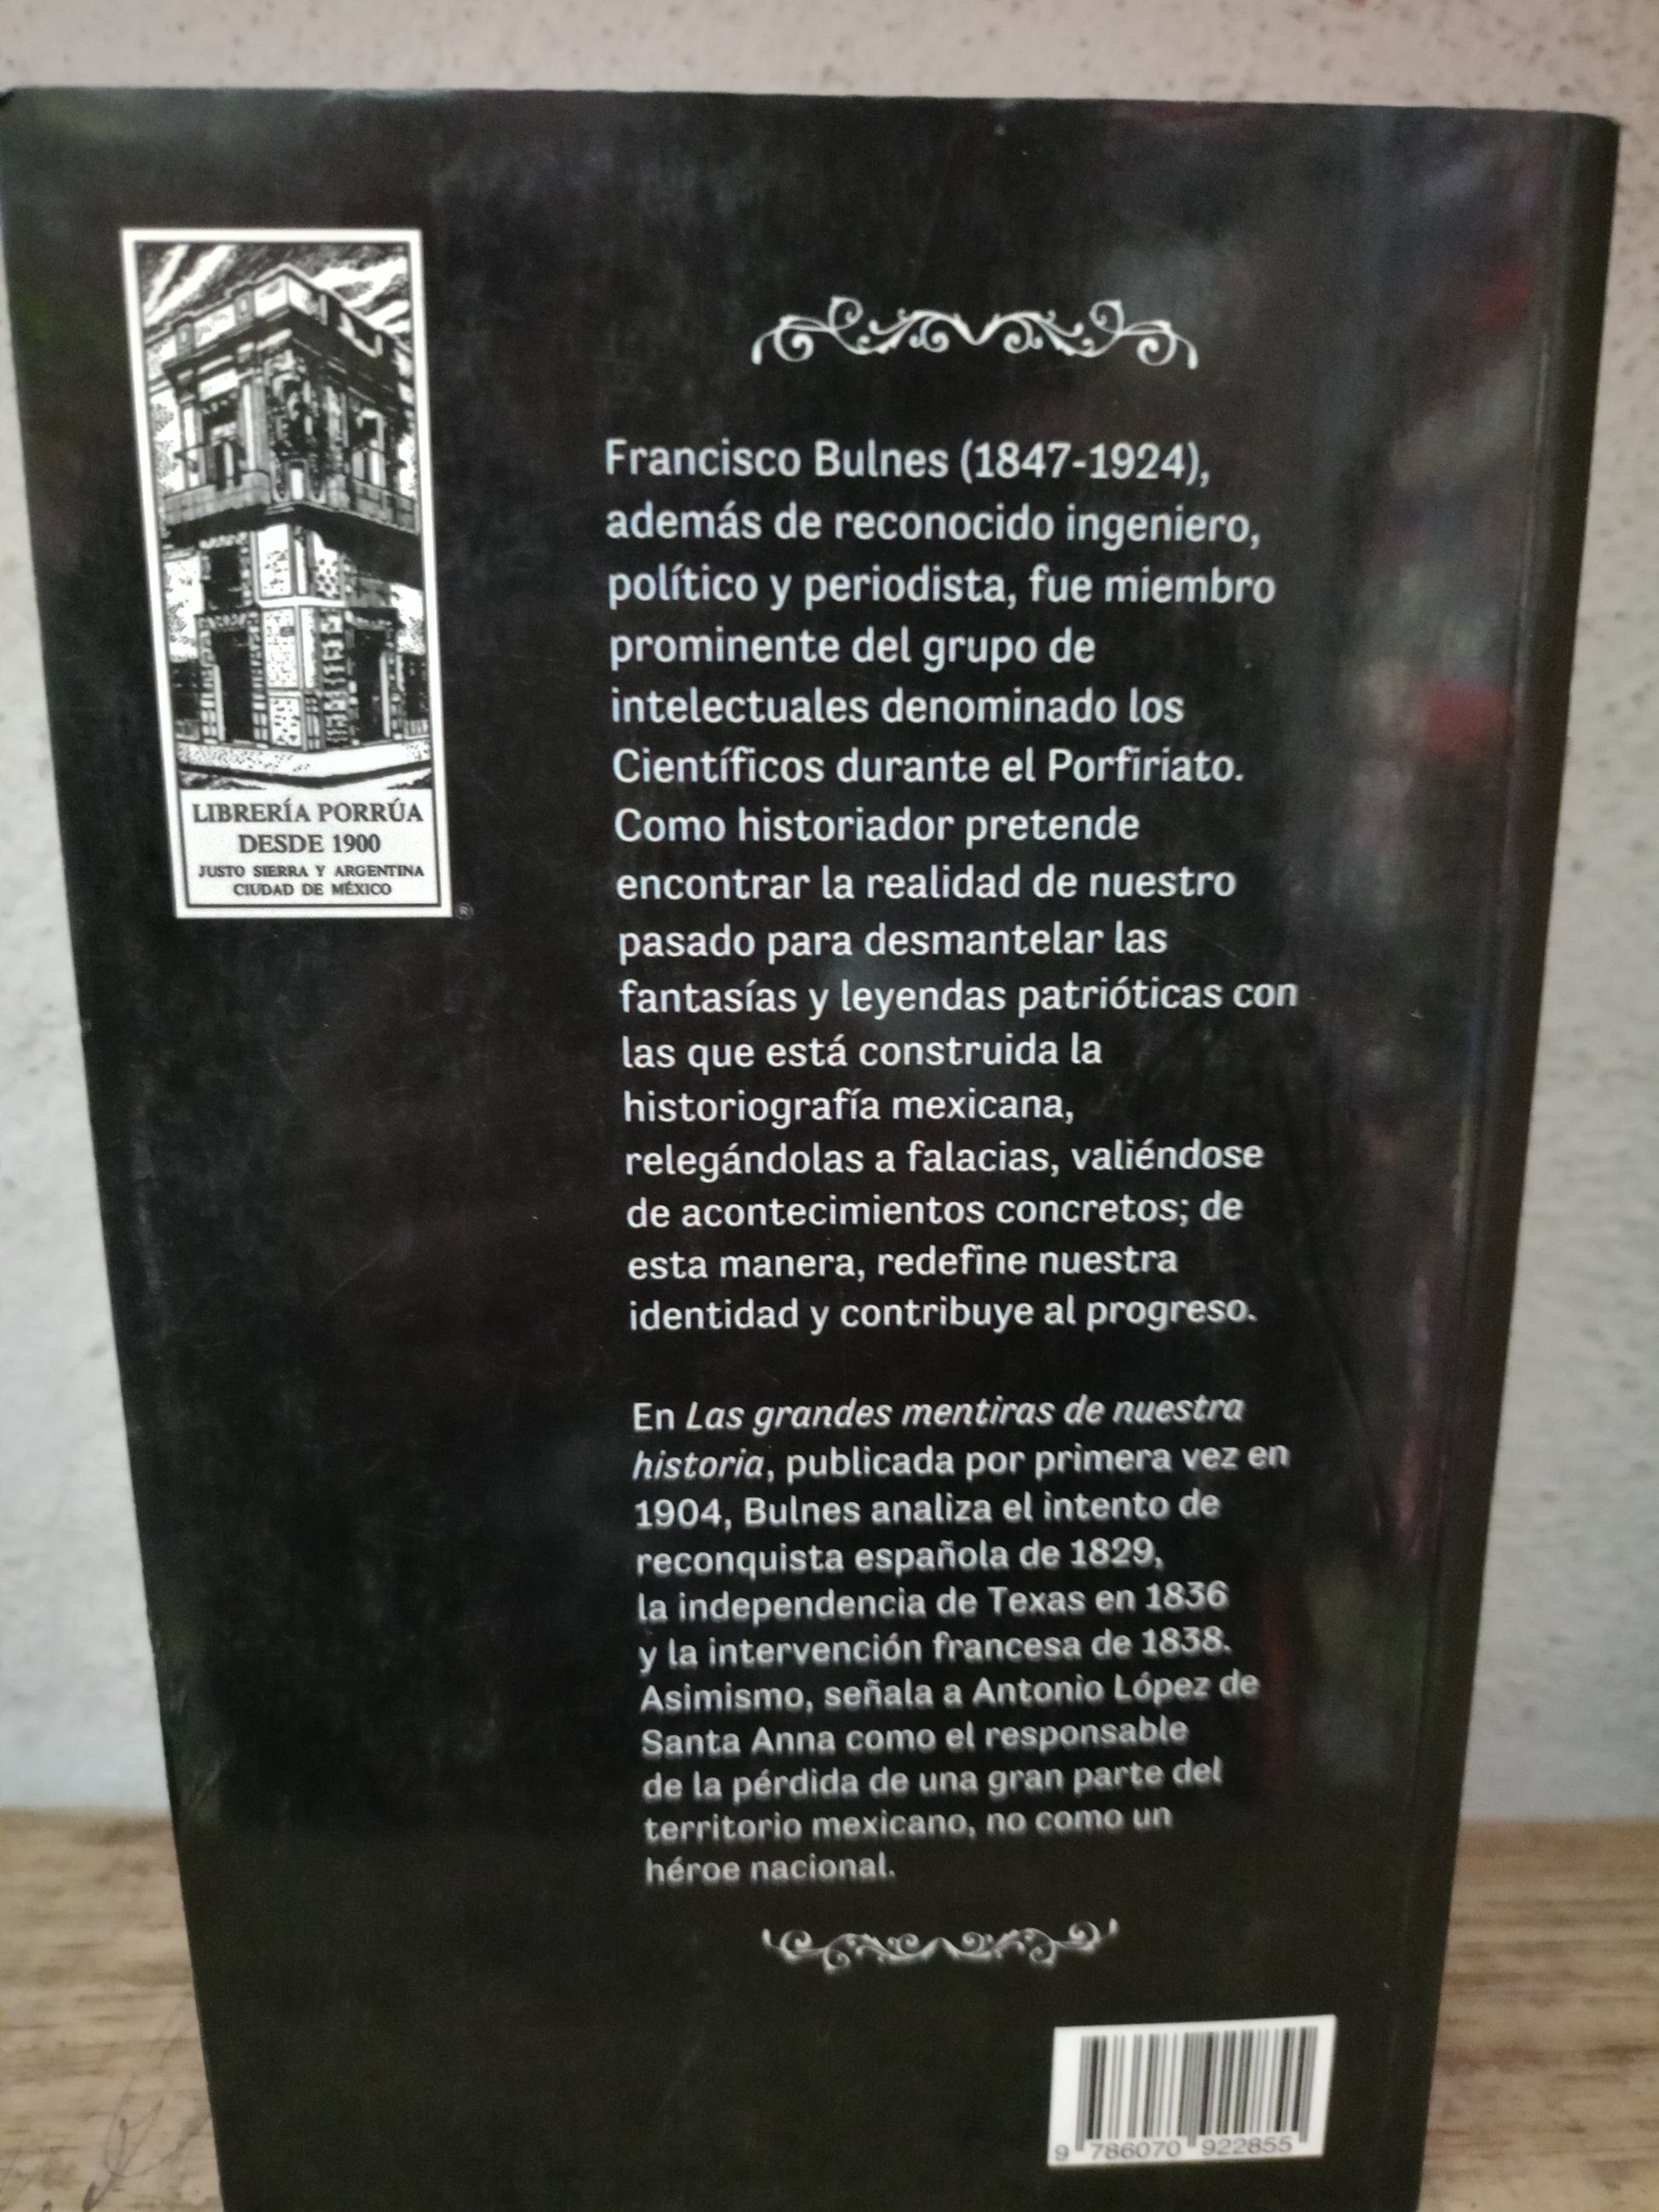 LIBRERÍA PORRÚA
DESDE 1900
JUSTO SIERRA Y ARGENTINA
CIUDAD DE MÉXICO
®
Francisco Bulnes (1847-1924),
además de reconocido ingeniero,
político y periodista, fue miembro
prominente del grupo de
intelectuales denominado los
Científicos durante el Porfiriato.
Como historiador pretende
encontrar la realidad de nuestro
pasado para desmantelar las
fantasías y leyendas patrióticas con
las que está construida la
historiografía mexicana,
relegándolas a falacias, valiéndose
de acontecimientos concretos; de
esta manera, redefine nuestra
identidad y contribuye al progreso.
En Las grandes mentiras de nuestra
historia, publicada por primera vez en
1904, Bulnes analiza el intento de
reconquista española de 1829,
la independencia de Texas en 1836
y la intervención francesa de 1838.
Asimismo, señala a Antonio López de
Santa Anna como el responsable
de la pérdida de una gran parte del
territorio mexicano, no como un
héroe nacional.
9 786070 922855